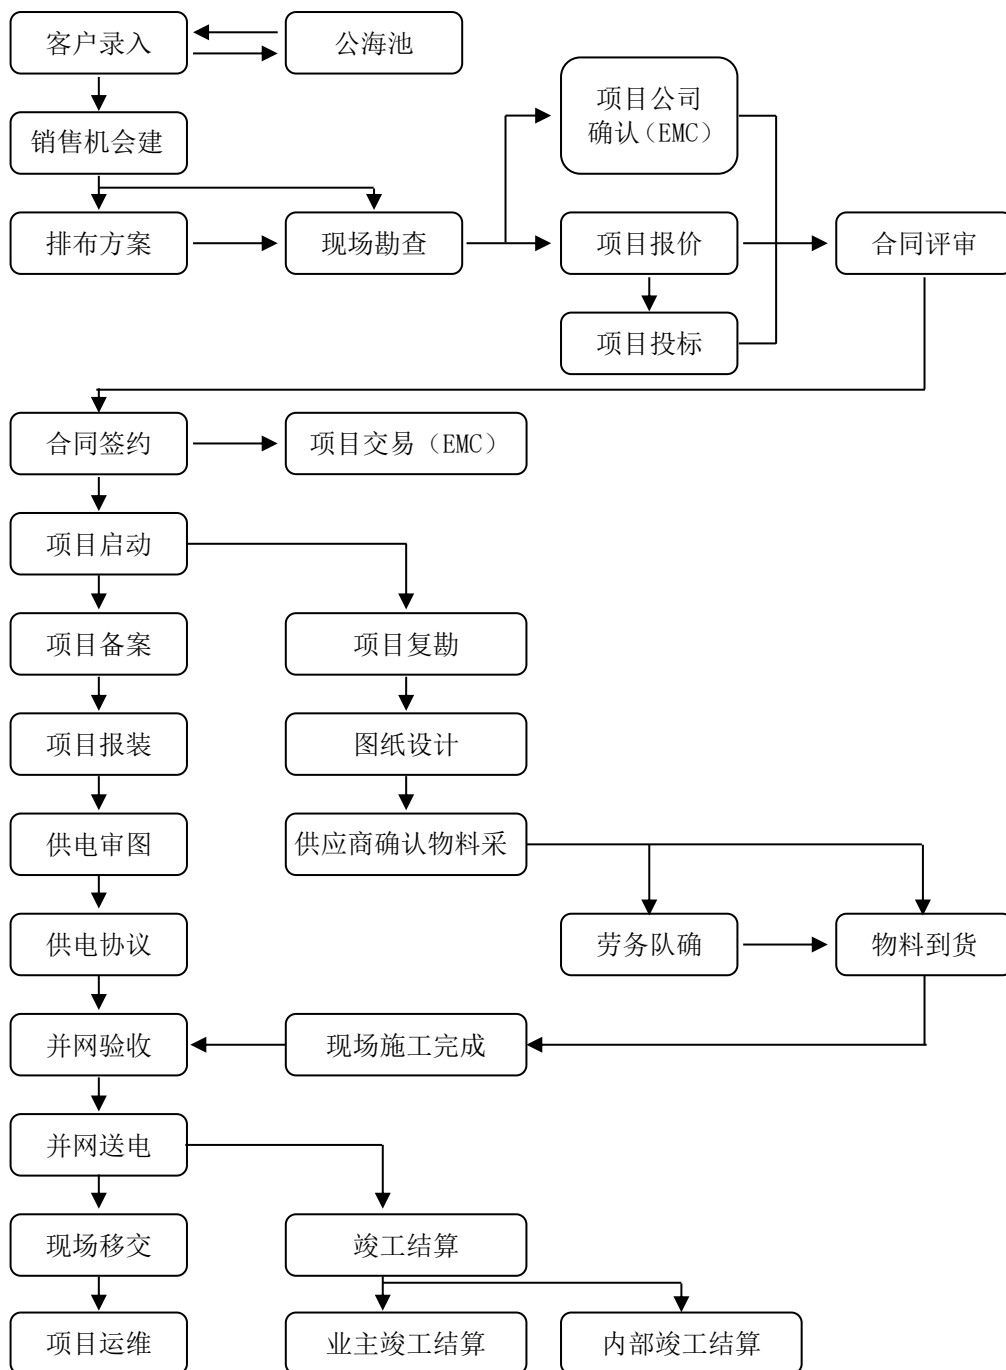 客户录入
公海池
销售机会建
项目公司
确认（EMC）
排布方案
现场勘查
项目报价
合同评审
项目投标
合同签约
项目交易（EMC）
项目启动
项目备案
项目复勘
项目报装
图纸设计
供电审图
供应商确认物料采
供电协议
劳务队确
物料到货
并网验收
现场施工完成
并网送电
现场移交
竣工结算
项目运维
业主竣工结算
内部竣工结算